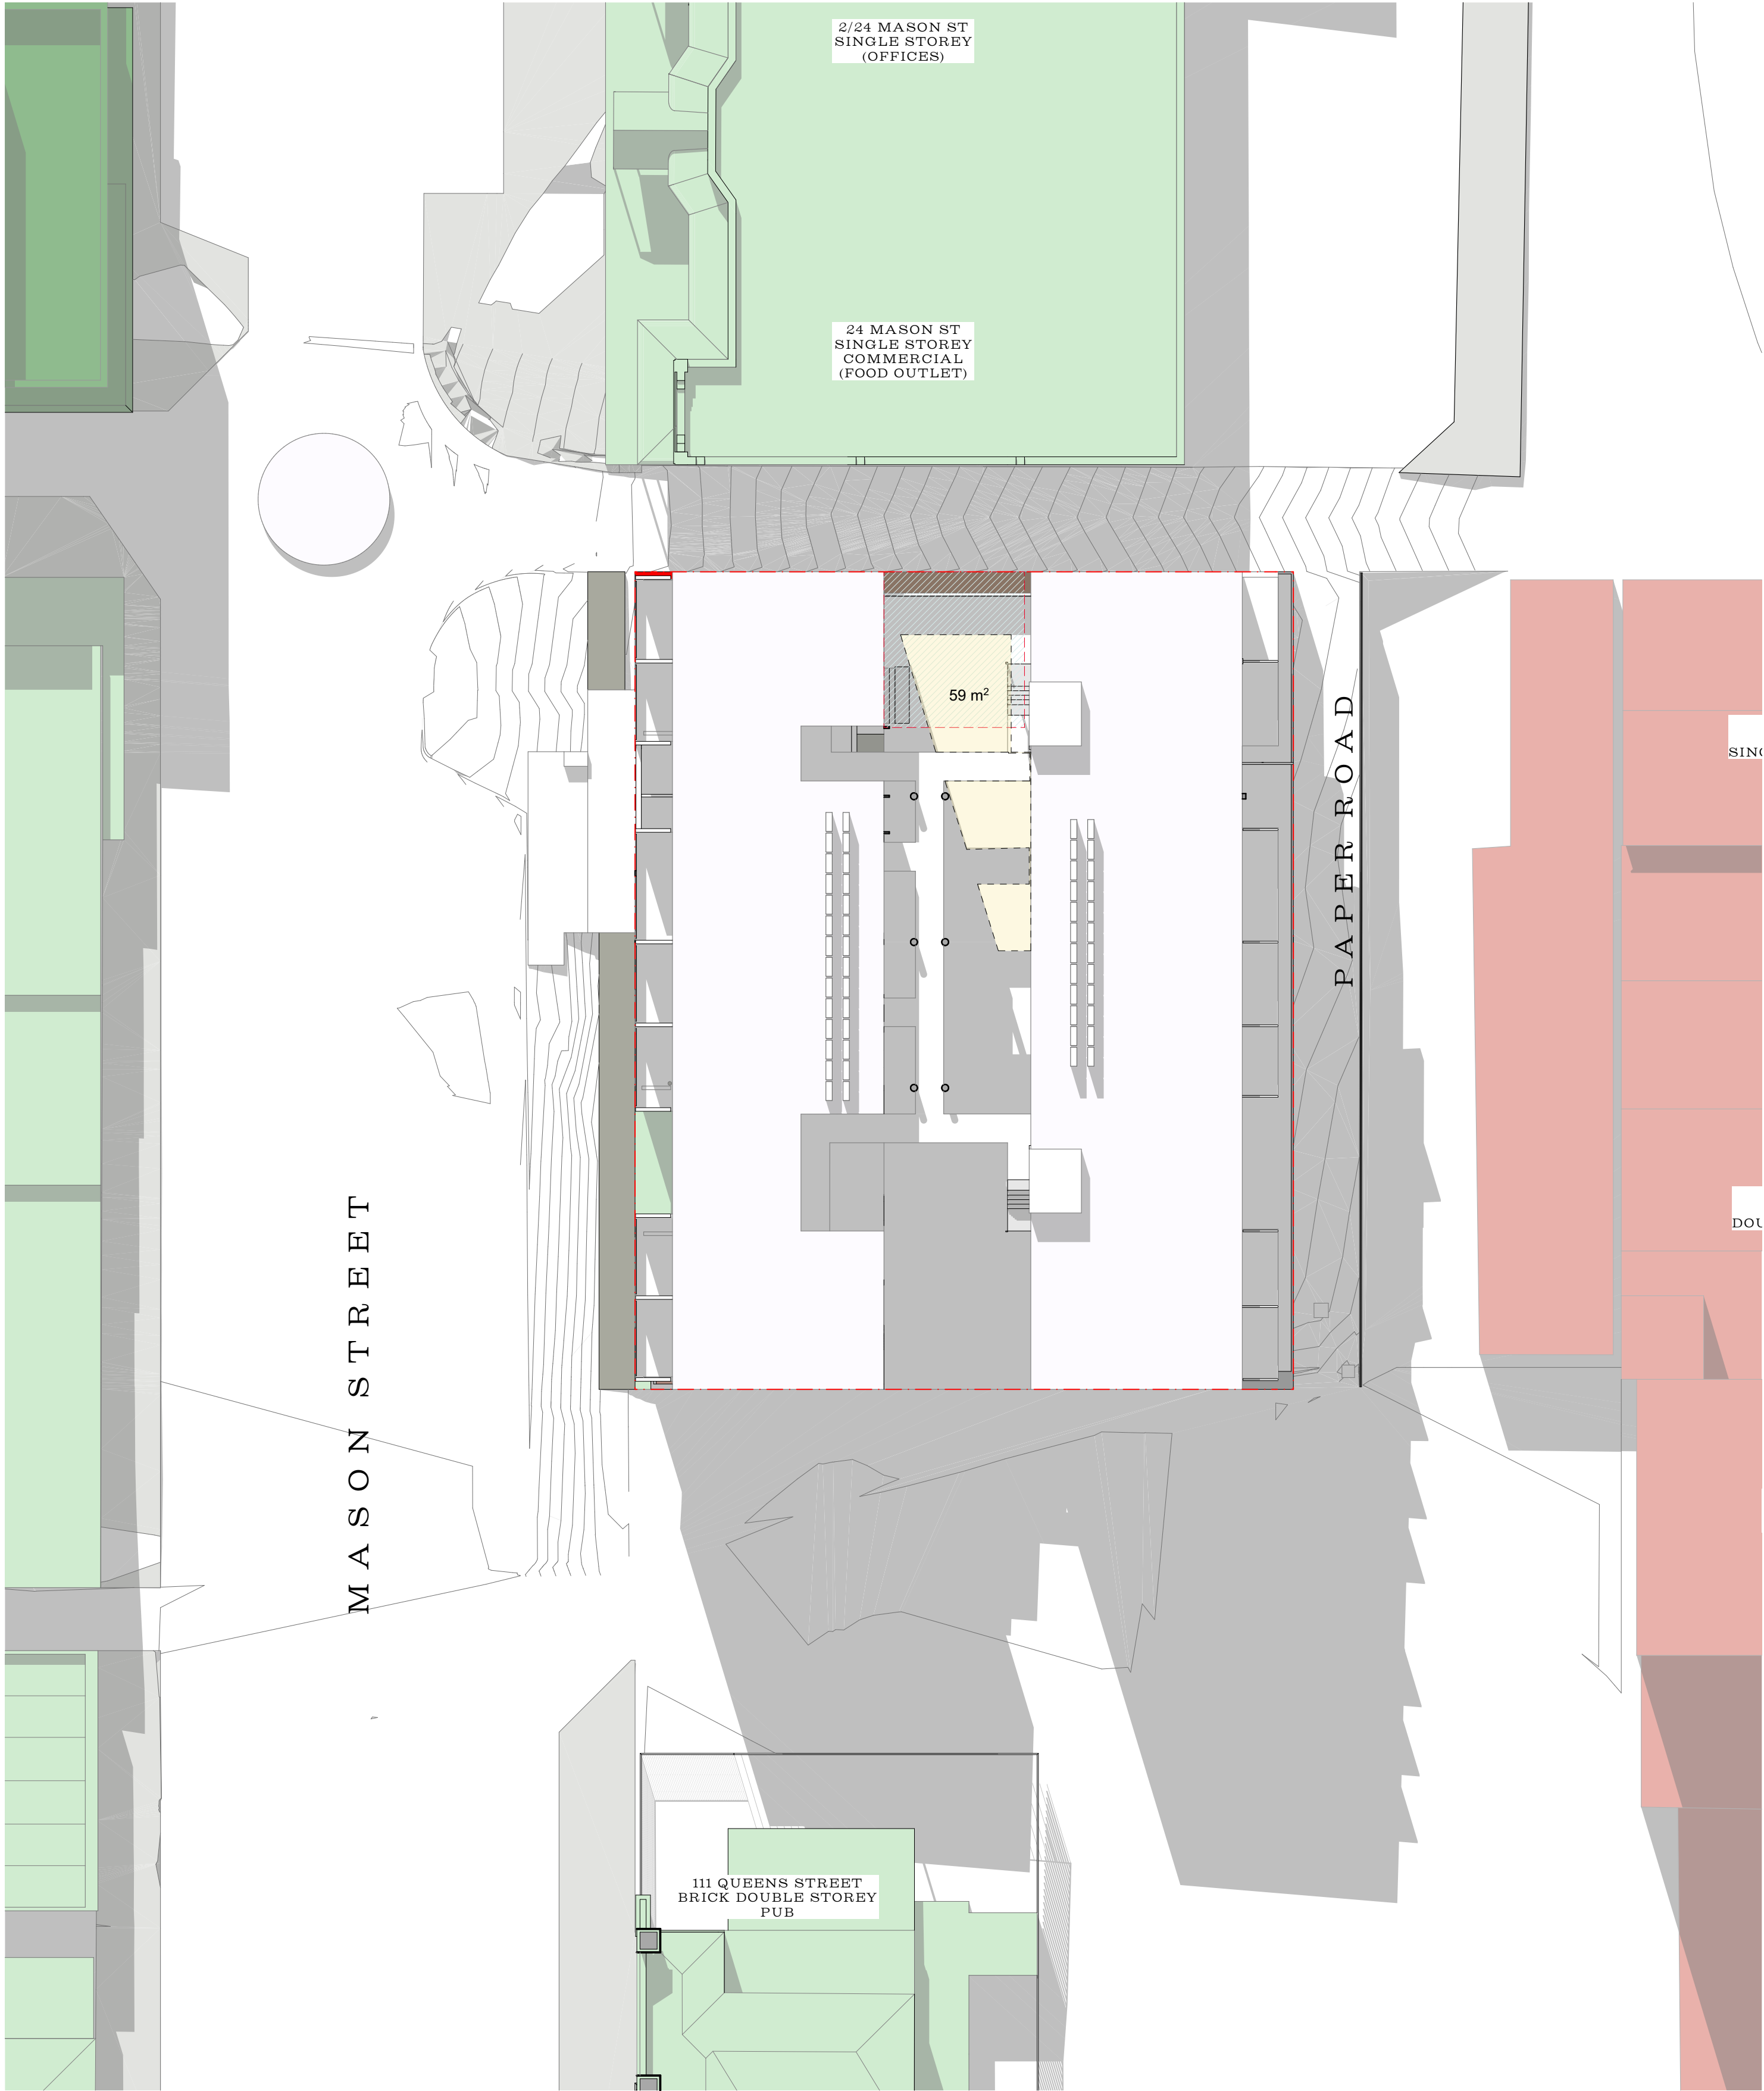 2/24 MASON ST
SINGLE STOREY
(OFFICES)
24 MASON ST
SINGLE STOREY
COMMERCIAL
(FOOD OUTLET)
59 m²
PAPER ROAD
MASON STREET
111 QUEENS STREET
BRICK DOUBLE STOREY
PUB